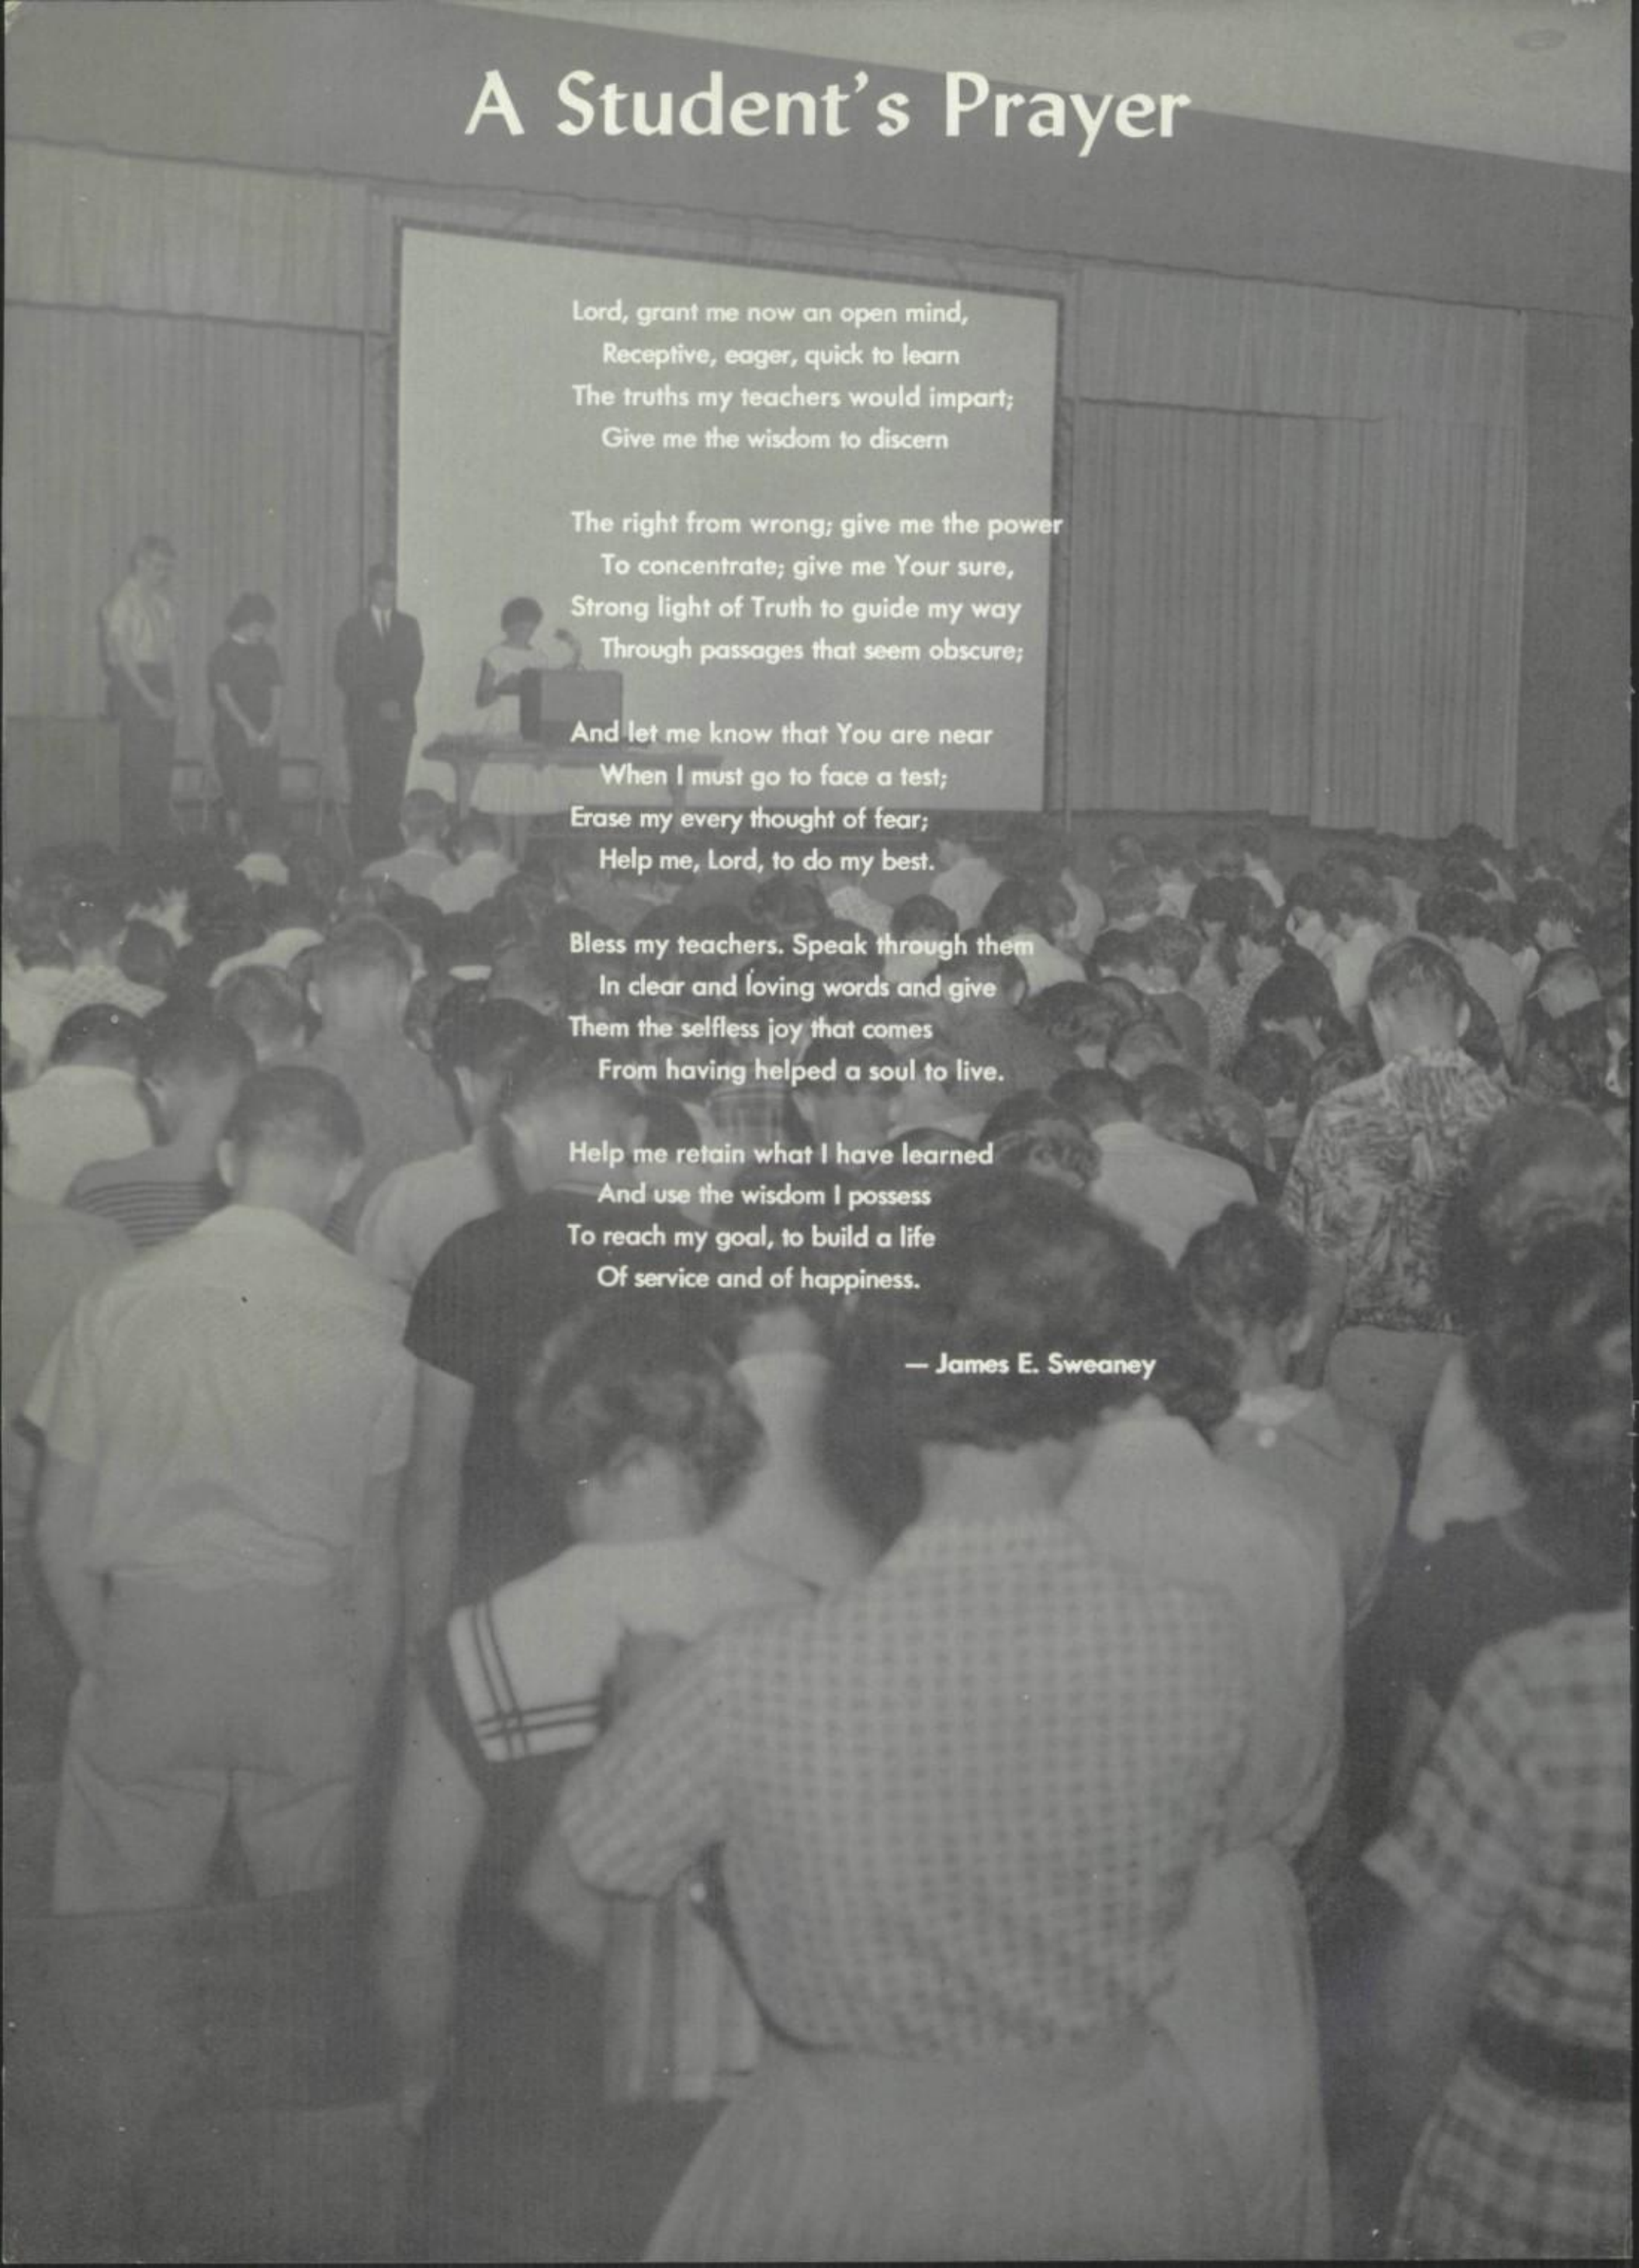 A Student's Prayer
Lord, grant me now an open mind,
Receptive, eager, quick to learn
The truths my teachers would impart;
Give me the wisdom to discern
The right from wrong; give me the power
To concentrate; give me Your sure,
Strong light of Truth to guide my way
Through passages that seem obscure;
And let me know that You are near
When I must go to face a test;
Erase my every thought of fear;
Help me, Lord, to do my best.
Bless my teachers. Speak through them
In clear and loving words and give
Them the selfless joy that comes
From having helped a soul to live.
Help me retain what I have learned
And use the wisdom I possess
To reach my goal, to build a life
Of service and of happiness.
— James E. Sweaney